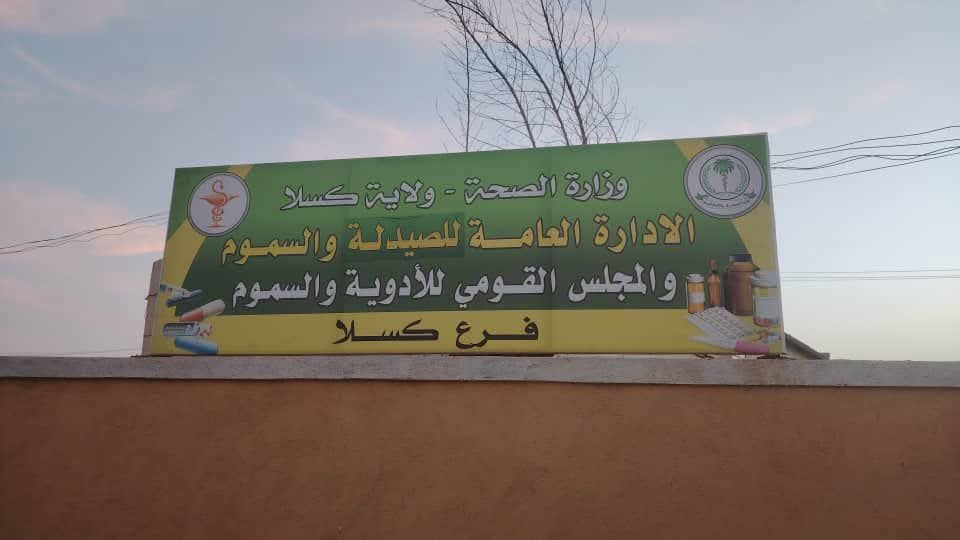 وزارة الصحة - ولاية كسلا
الادارة العامة للصيدلة والسموم
والمجلس القومي للأدوية والسموم
فرع كسلا